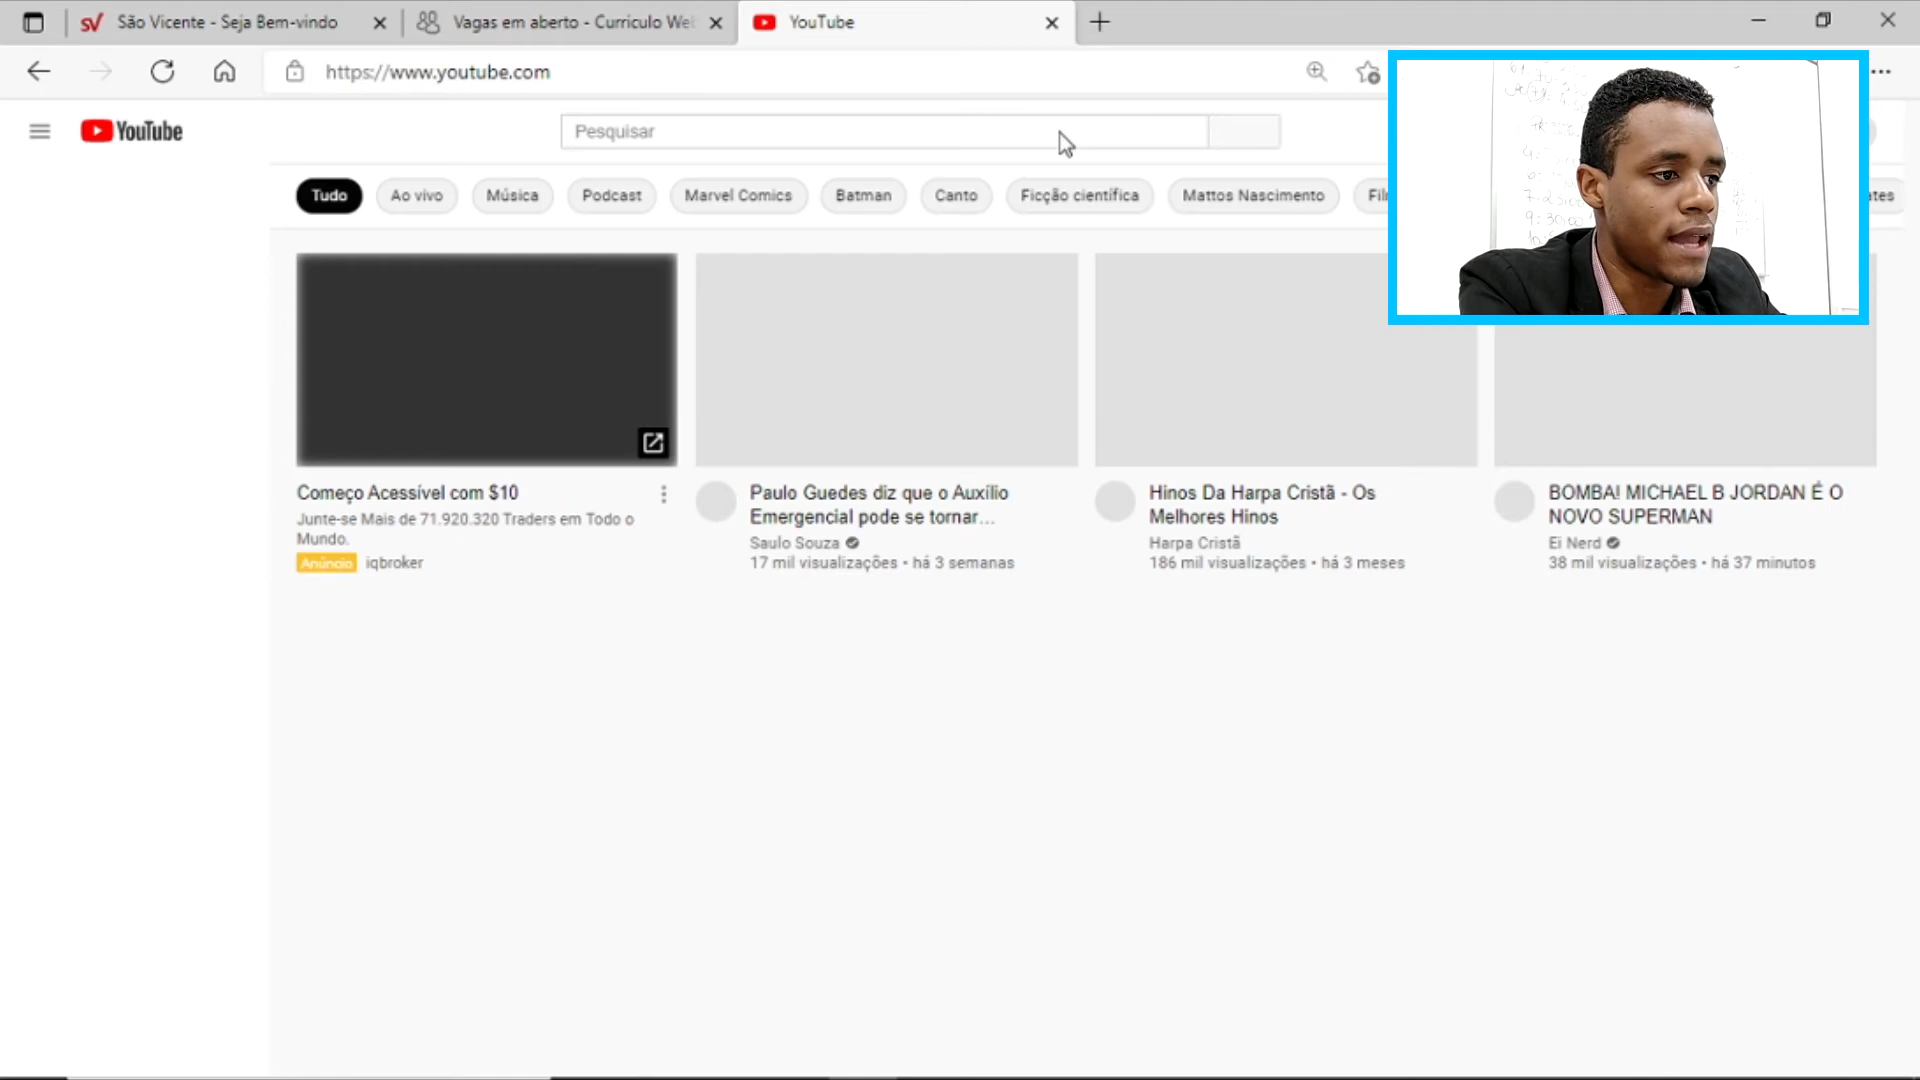 São Vicente - Seja Bem-vindo
Vagas em aberto - Curriculo We
YouTube
https://www.youtube.com
YouTube
Pesquisar
Tudo
Ao vivo
Música
Podcast
Marvel Comics
Batman
Canto
Ficção científica
Mattos Nascimento
Começo Acessível com $10
Junte-se Mais de 71.920.320 Traders em Todo o
Mundo.
Anúncio iqbroker
Paulo Guedes diz que o Auxílio
Emergencial pode se tornar...
Saulo Souza
17 mil visualizações • há 3 semanas
Hinos Da Harpa Cristã - Os
Melhores Hinos
Harpa Cristã
186 mil visualizações • há 3 meses
BOMBA! MICHAEL B JORDAN É O
NOVO SUPERMAN
Ei Nerd
38 mil visualizações • há 37 minutos